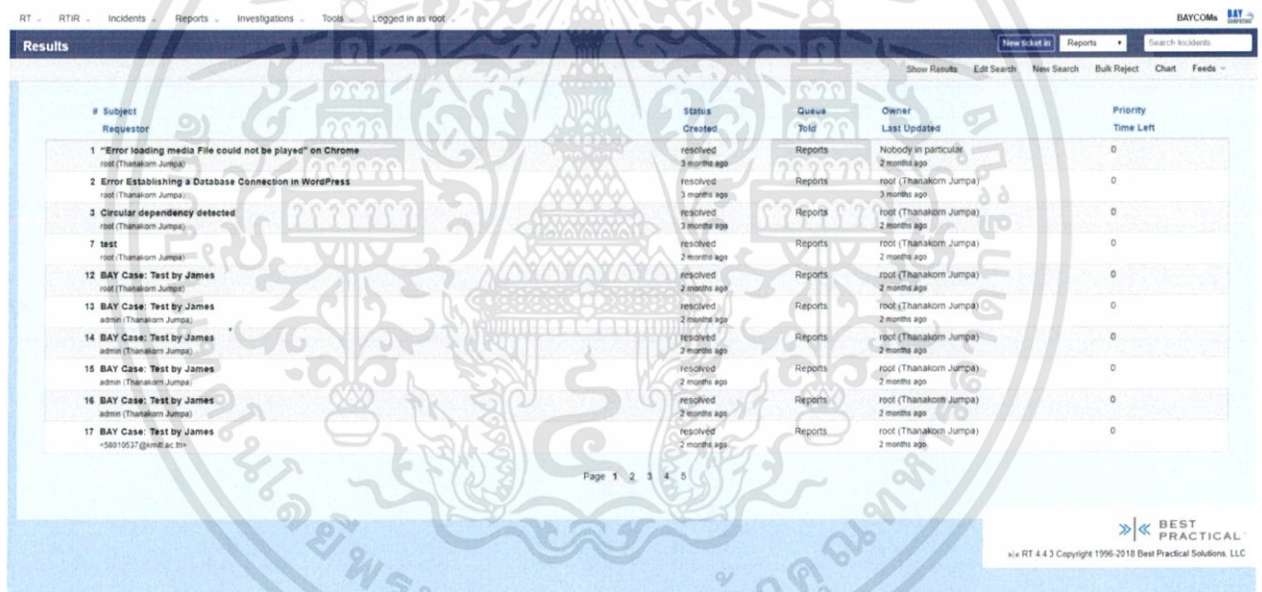 RT RTIR Incidents Reports Investigations Tools Logged in as root BAYCOMs BAY
Results New ticket in Reports Search Incidents
Show Results Edit Search New Search Bulk Reject Chart Feeds
# Subject Status Queue Owner Priority
Requestor Created Told Last Updated Time Left
1 "Error loading media File could not be played" on Chrome resolved Reports Nobody in particular 0
root (Thanakorn Jumpa) 3 months ago 2 months ago
2 Error Establishing a Database Connection in WordPress resolved Reports root (Thanakorn Jumpa) 0
root (Thanakorn Jumpa) 3 months ago 3 months ago
3 Circular dependency detected resolved Reports root (Thanakorn Jumpa) 0
root (Thanakorn Jumpa) 3 months ago 2 months ago
7 test resolved Reports root (Thanakorn Jumpa) 0
root (Thanakorn Jumpa) 2 months ago 2 months ago
12 BAY Case: Test by James resolved Reports root (Thanakorn Jumpa) 0
root (Thanakorn Jumpa) 2 months ago 2 months ago
13 BAY Case: Test by James resolved Reports root (Thanakorn Jumpa) 0
admin (Thanakorn Jumpa) 2 months ago 2 months ago
14 BAY Case: Test by James resolved Reports root (Thanakorn Jumpa) 0
admin (Thanakorn Jumpa) 2 months ago 2 months ago
15 BAY Case: Test by James resolved Reports root (Thanakorn Jumpa) 0
admin (Thanakorn Jumpa) 2 months ago 2 months ago
16 BAY Case: Test by James resolved Reports root (Thanakorn Jumpa) 0
admin (Thanakorn Jumpa) 2 months ago 2 months ago
17 BAY Case: Test by James resolved Reports root (Thanakorn Jumpa) 0
<58010537@kmitl.ac.th> 2 months ago 2 months ago
Page 1 2 3 4 5
BEST
PRACTICAL
»|« RT 4.4.3 Copyright 1996-2018 Best Practical Solutions, LLC